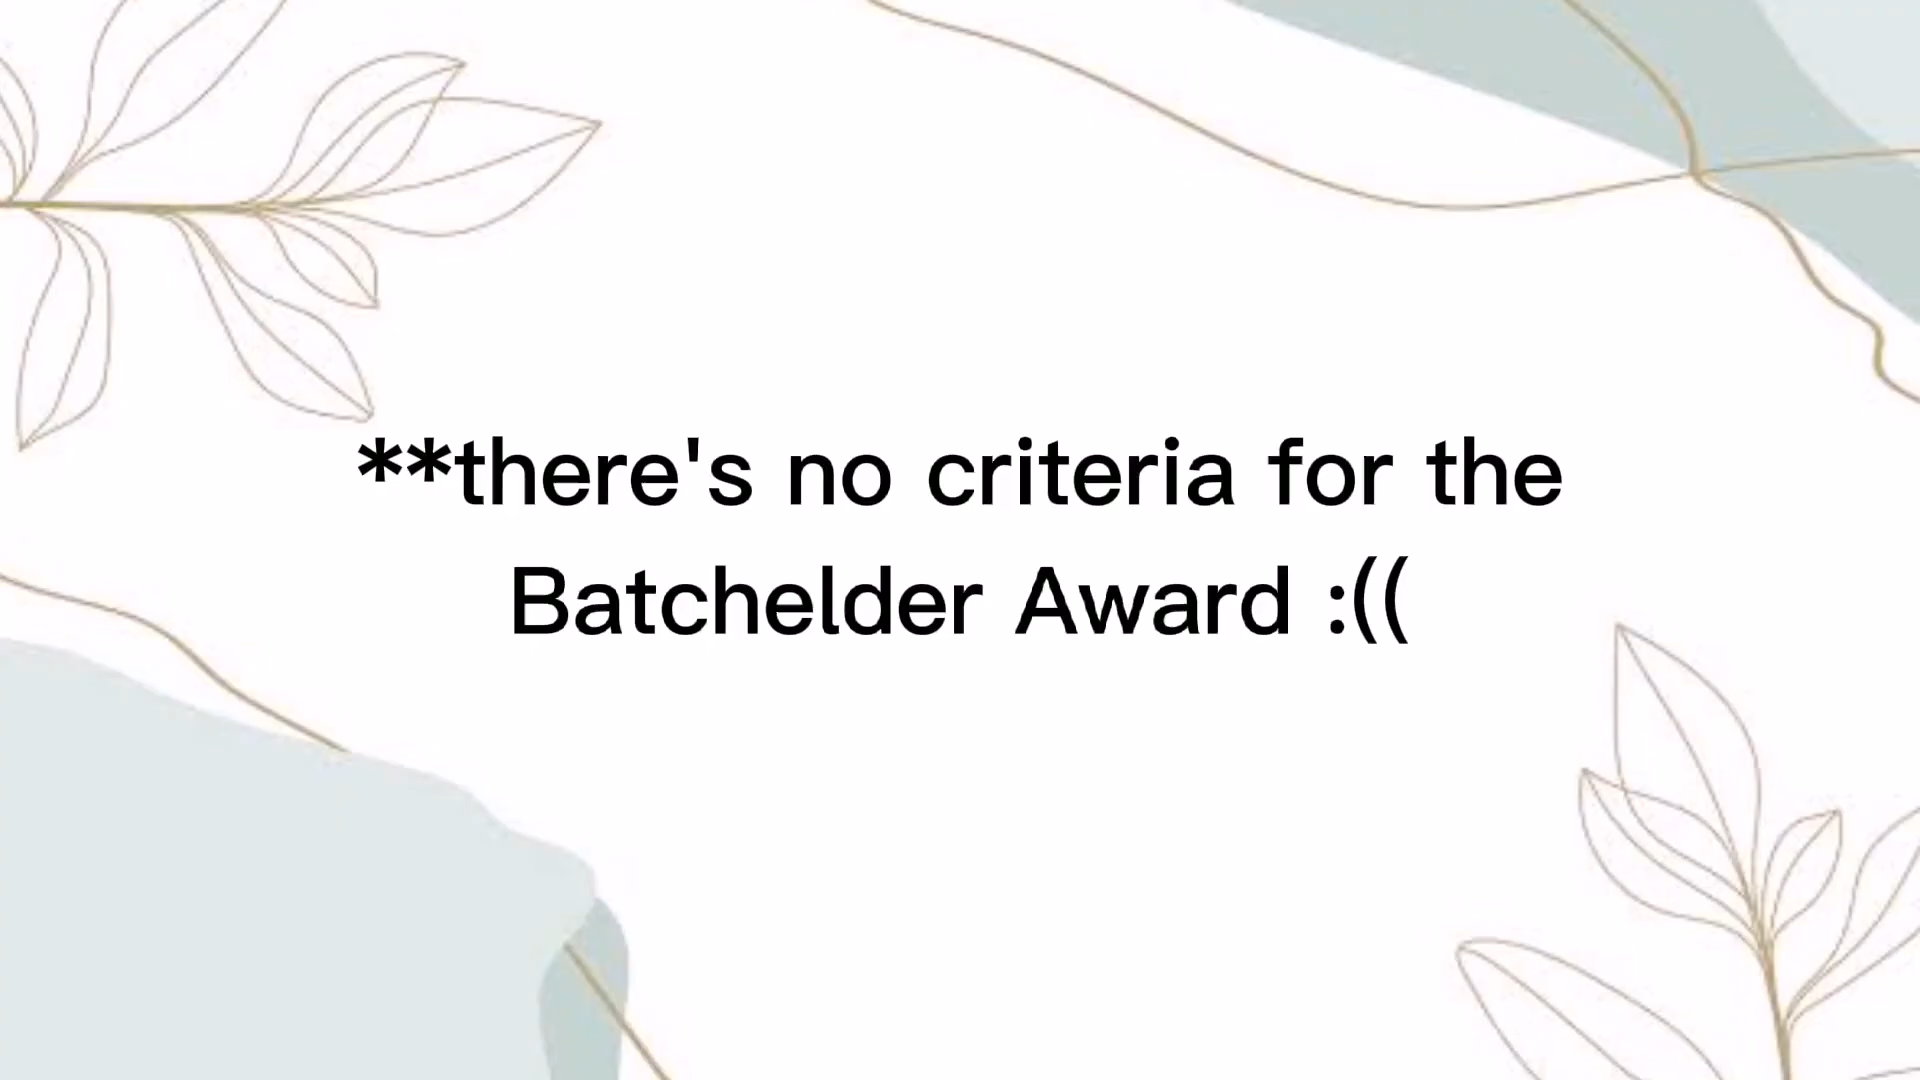 **there's no criteria for the
Batchelder Award :((